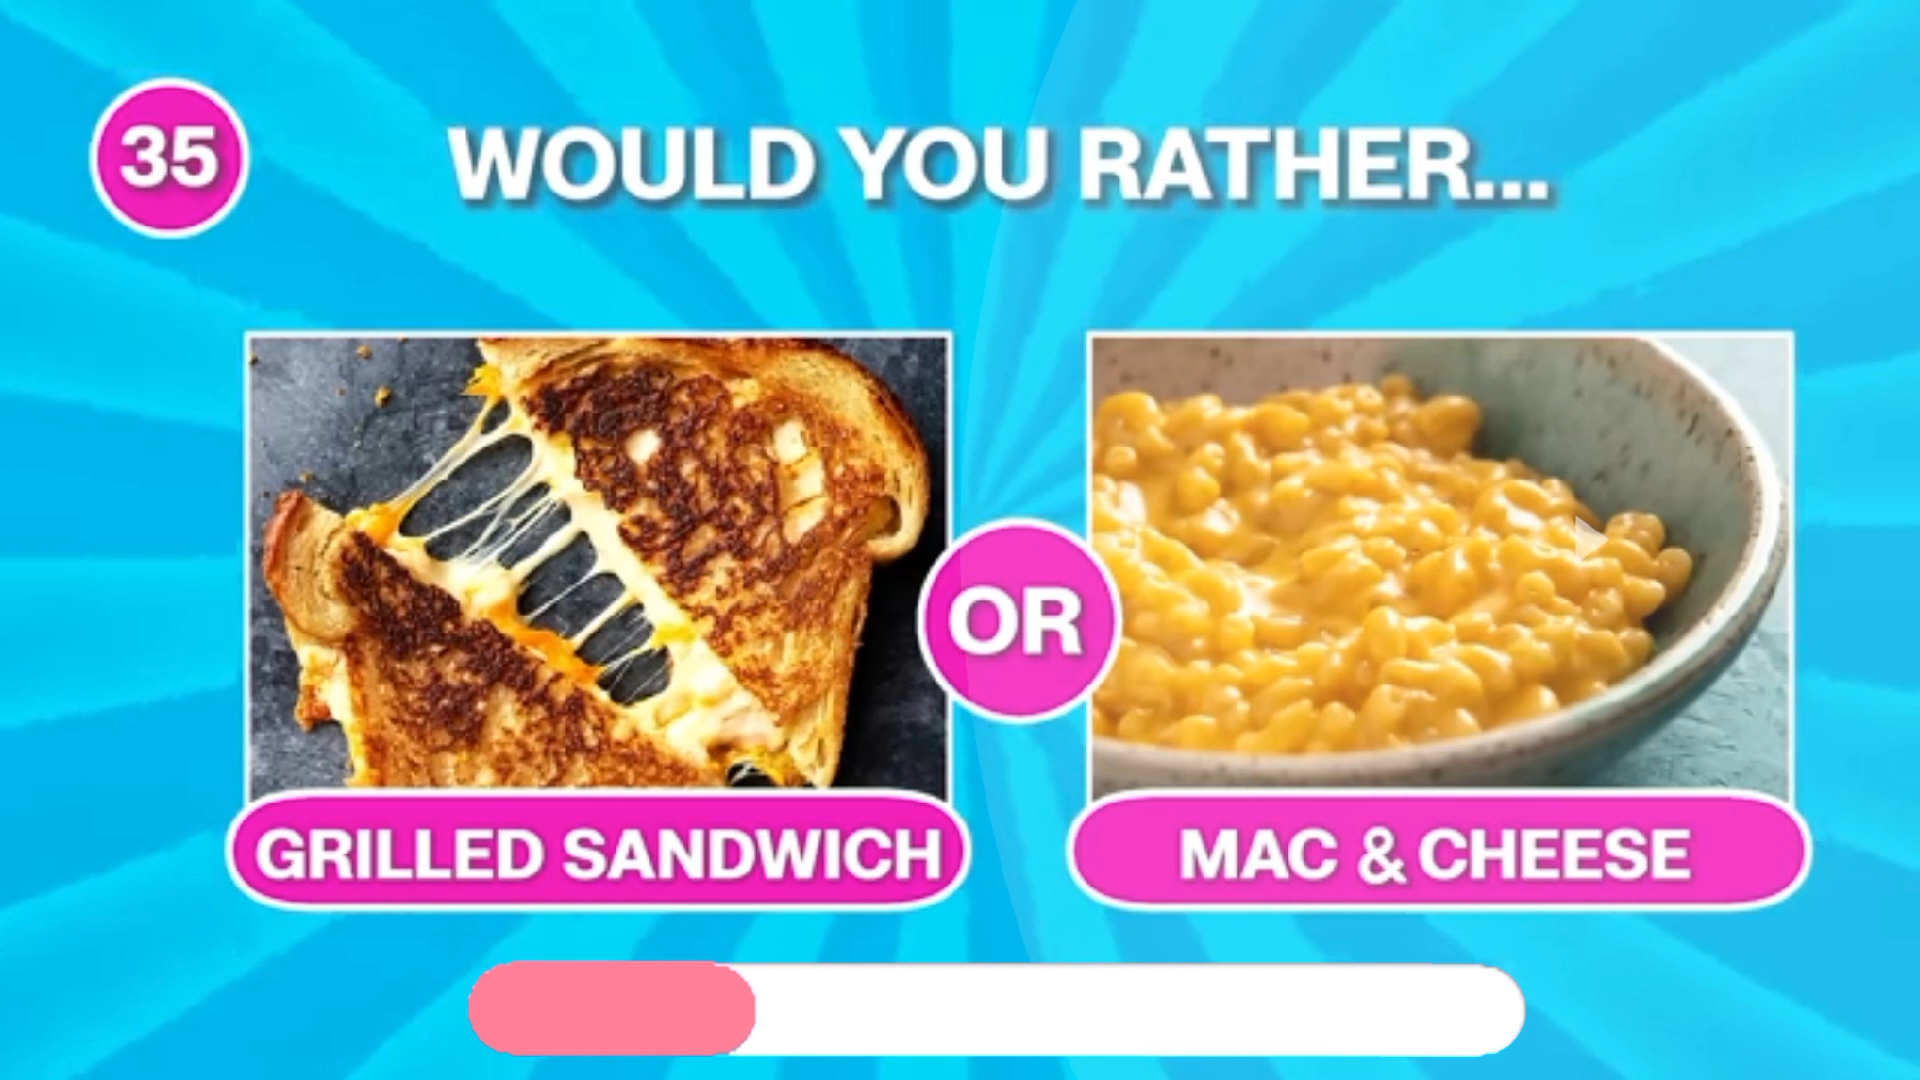 35
WOULD YOU RATHER...
OR
GRILLED SANDWICH
MAC & CHEESE